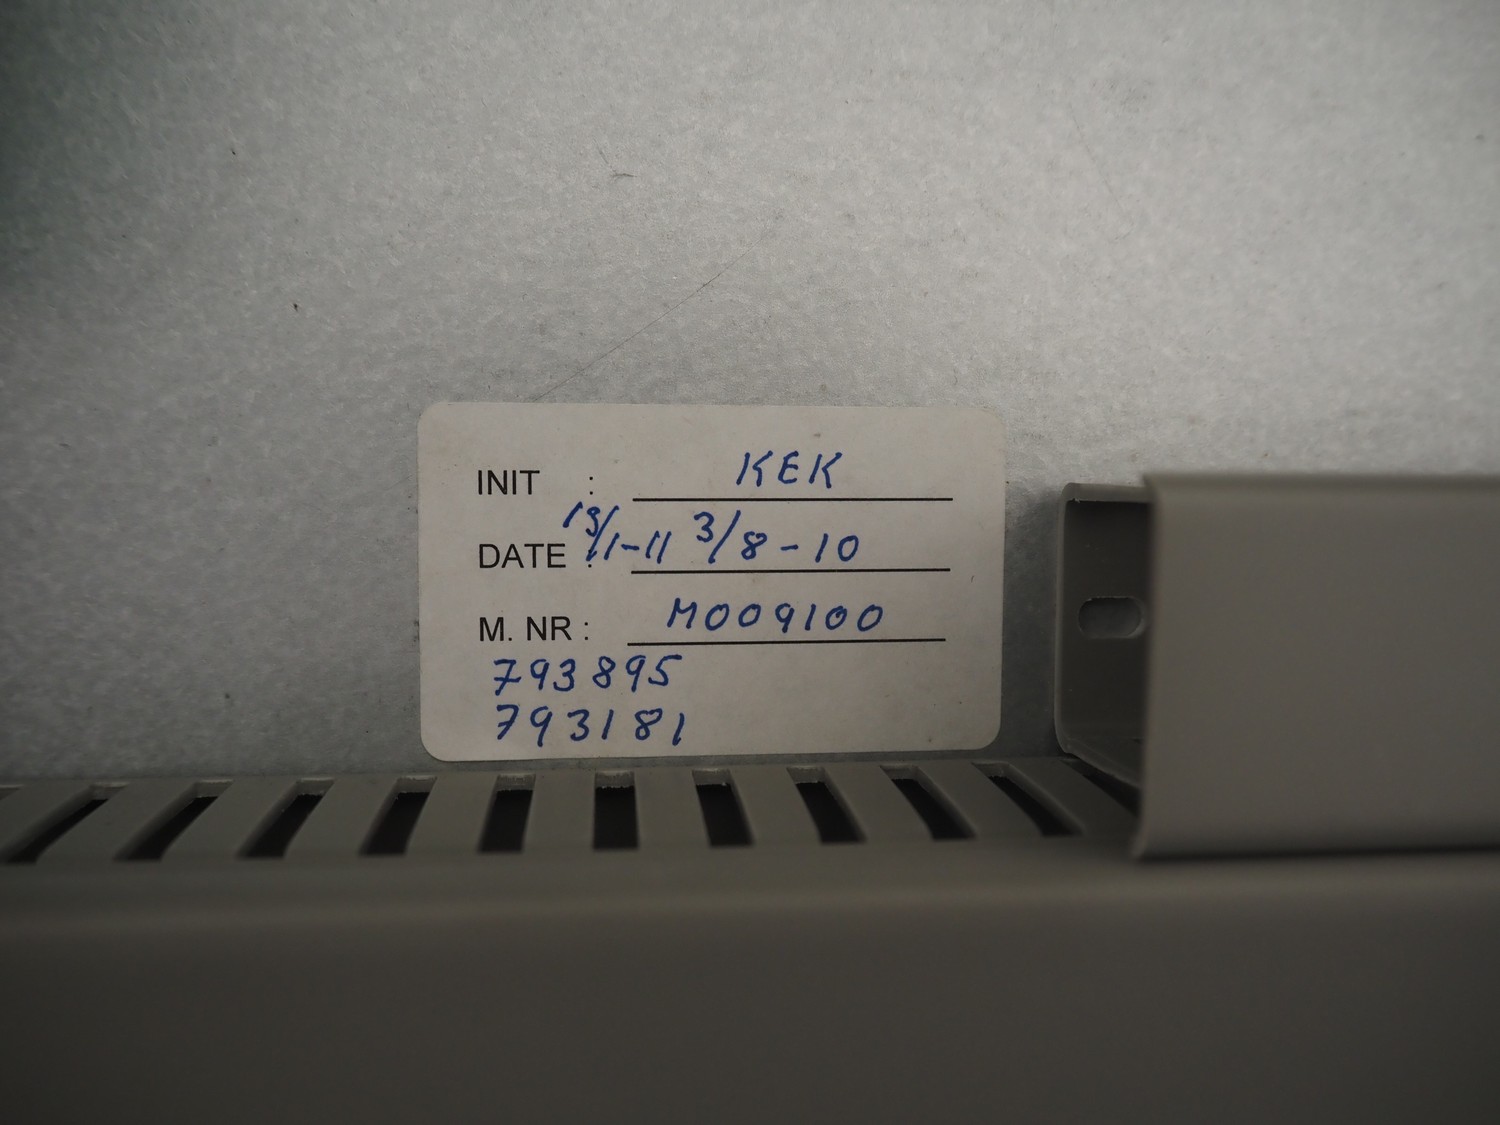 INIT : KEK
DATE : 19/1-11 3/8-10
M. NR : M009100
793895
793181